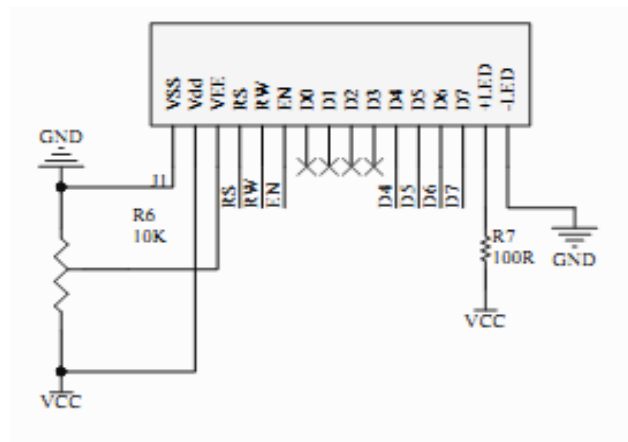 VSS
Vdd
VEE
RS
RW
EN
D0
D1
D2
D3
D4
D5
D6
D7
+LED
-LED
GND
J1
RS
RW
EN
D4
D5
D6
D7
R6
10K
R7
100R
GND
VCC
VCC